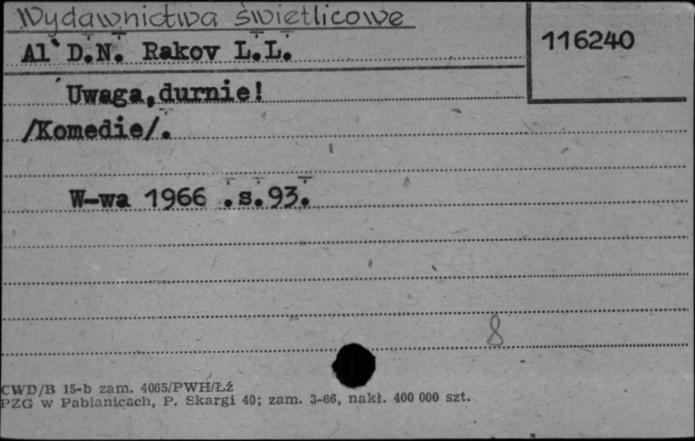 Wydawnictwa świetlicowe
Al` D.N. Rakov L.L.
116240
Uwaga,durnie!
/Komedie/.
W-wa 1966 .s.93.
8
CWD/B 15-b zam. 4065/PWH/Łź
PZG w Pabianicach, P. Skargi 40; zam. 3-66, nakł. 400 000 szt.